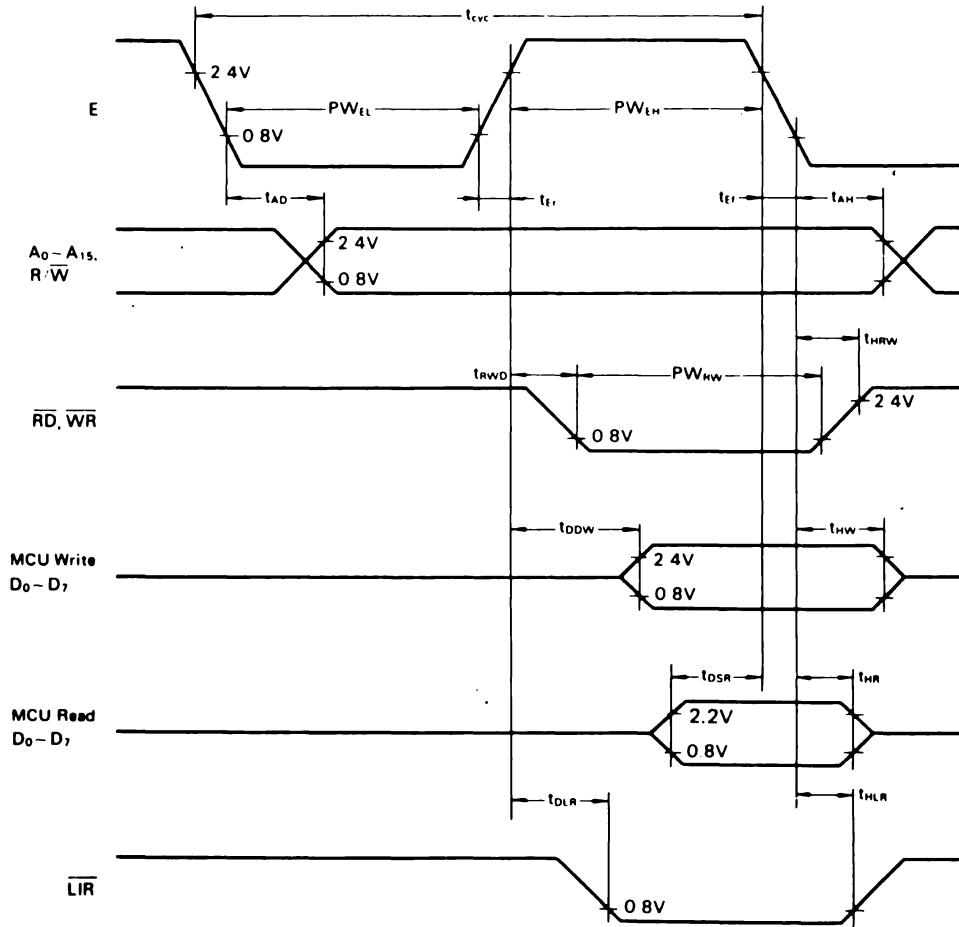 tcyc
2 4V
E
PWEL
PWEH
0 8V
tAD
tEr
tEf
tAH
A0~A15,
R/W
2 4V
0 8V
tHRW
tRWD
PWRW
2 4V
RD, WR
0 8V
tDDW
tHW
MCU Write
D0~D7
2 4V
0 8V
tDSR
tHR
MCU Read
D0~D7
2.2V
0 8V
tDLR
tHLR
LIR
0 8V